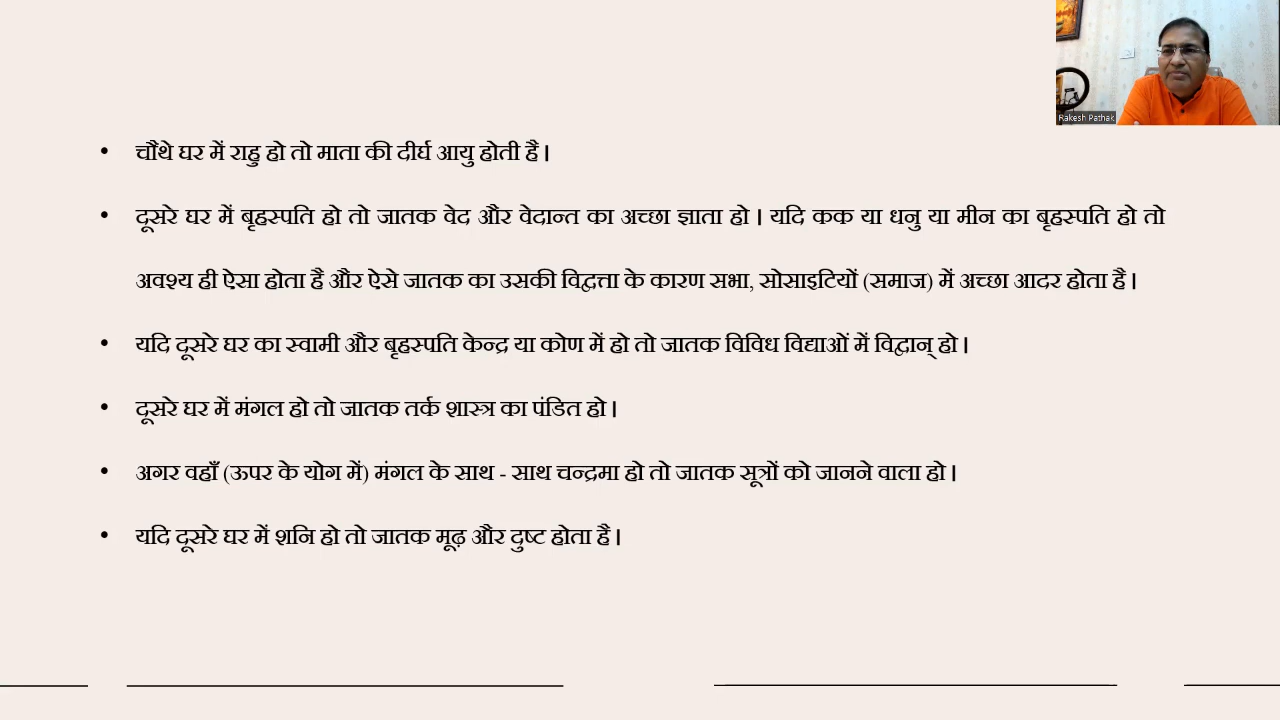 Rakesh Pathak
• चौथे घर में राहु हो तो माता की दीर्घ आयु होती है ।
• दूसरे घर में बृहस्पति हो तो जातक वेद और वेदान्त का अच्छा ज्ञाता हो । यदि कक या धनु या मीन का बृहस्पति हो तो
अवश्य ही ऐसा होता है और ऐसे जातक का उसकी विद्वत्ता के कारण सभा, सोसाइटियों (समाज) में अच्छा आदर होता है ।
• यदि दूसरे घर का स्वामी और बृहस्पति केन्द्र या कोण में हो तो जातक विविध विद्याओं में विद्वान् हो ।
• दूसरे घर में मंगल हो तो जातक तर्क शास्त्र का पंडित हो ।
• अगर वहाँ (ऊपर के योग में) मंगल के साथ - साथ चन्द्रमा हो तो जातक सूत्रों को जानने वाला हो ।
• यदि दूसरे घर में शनि हो तो जातक मूढ़ और दुष्ट होता है ।